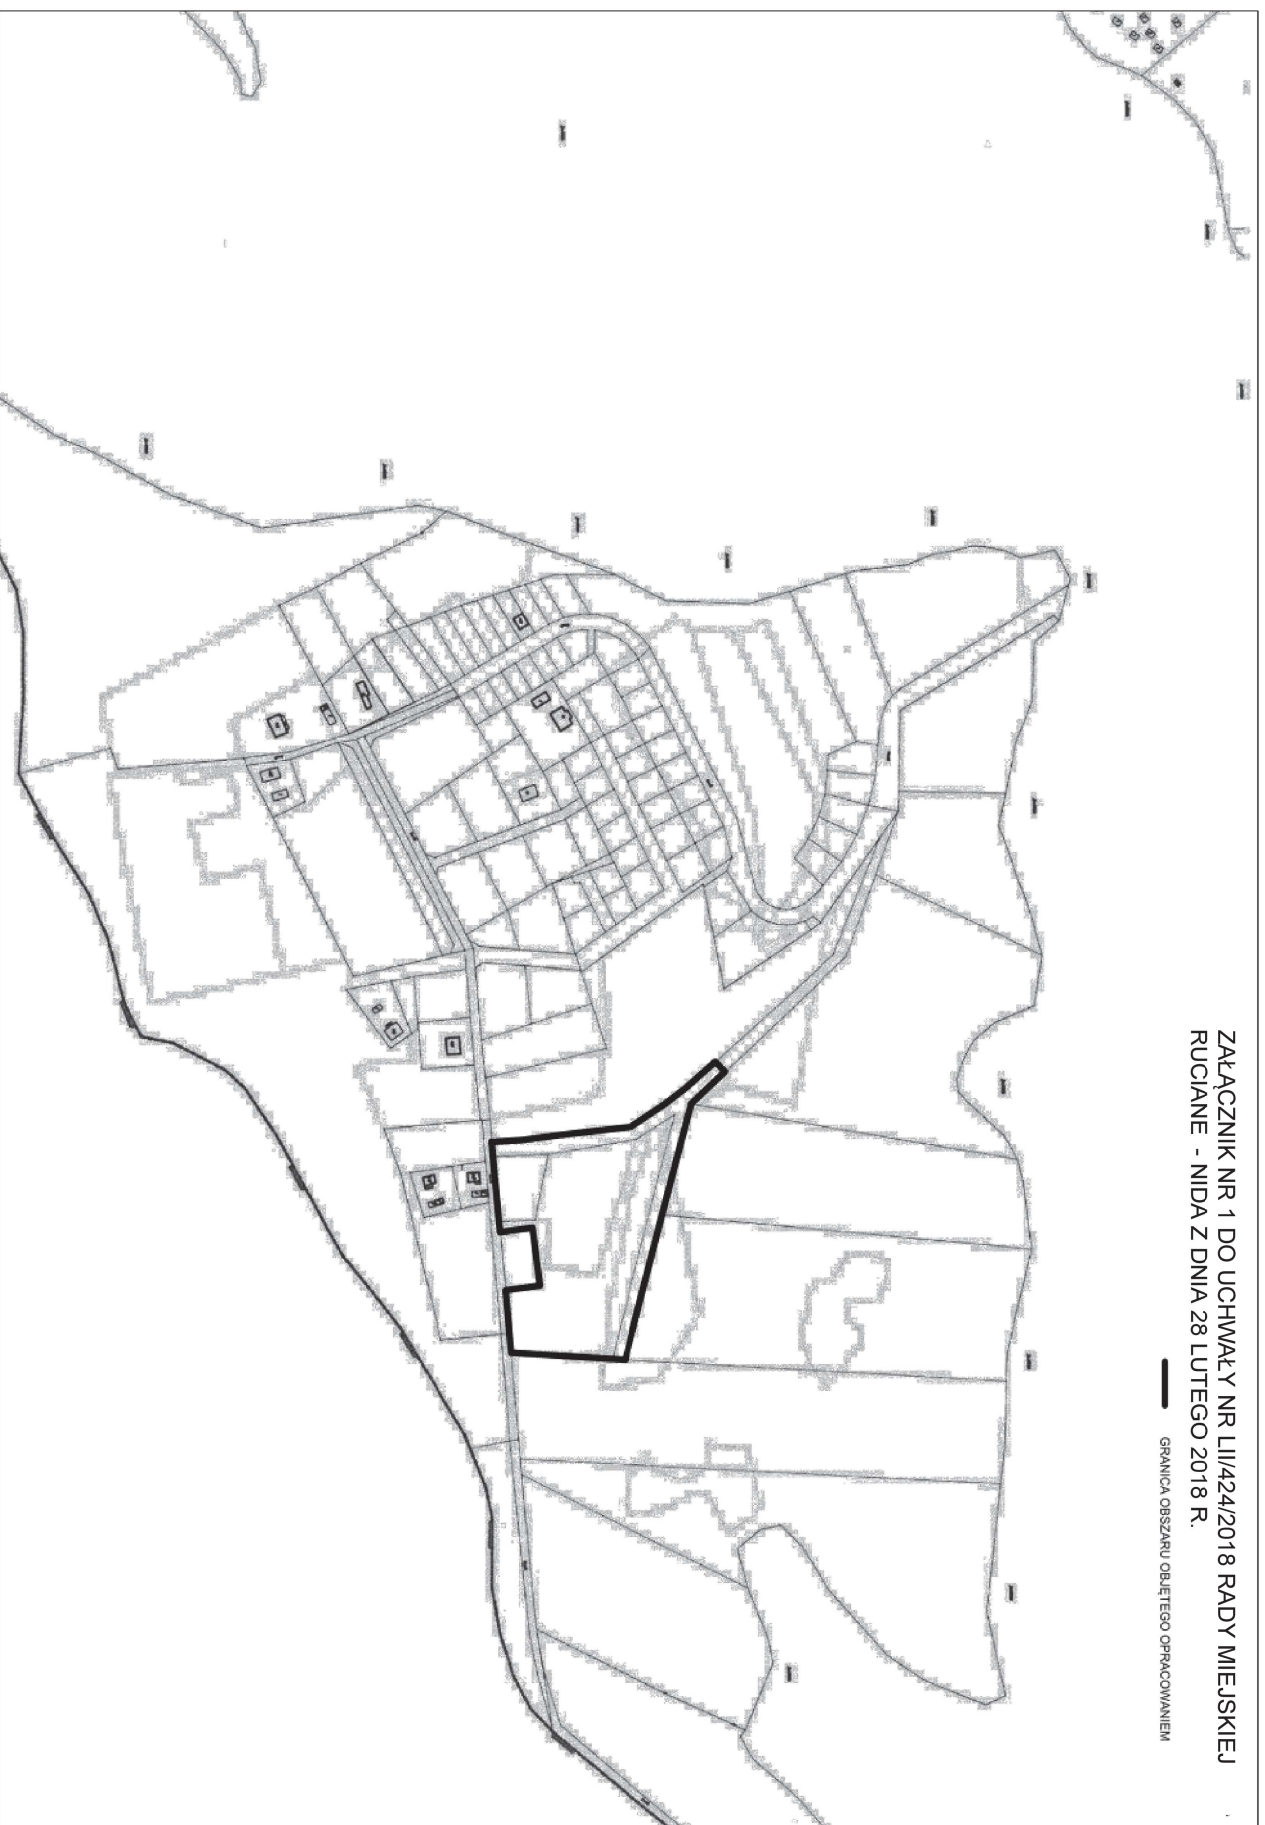 ZAŁĄCZNIK NR 1 DO UCHWAŁY NR LII/424/2018 RADY MIEJSKIEJ
RUCIANE - NIDA Z DNIA 28 LUTEGO 2018 R.
GRANICA OBSZARU OBJĘTEGO OPRACOWANIEM